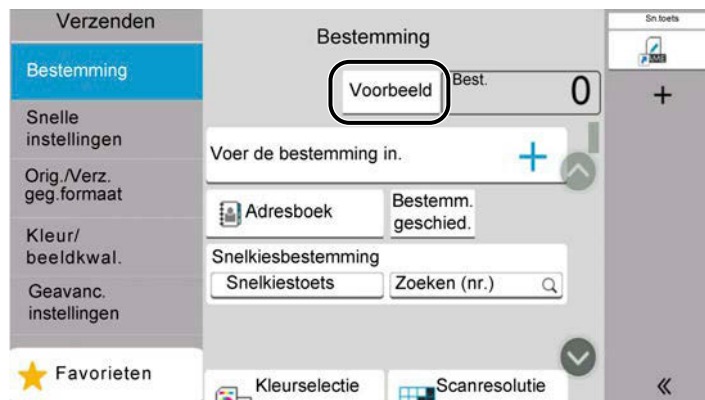 Verzenden
Bestemming
Snelle
instellingen
Orig./Verz.
geg.formaat
Kleur/
beeldkwal.
Geavanc.
instellingen
Favorieten
Bestemming
Voorbeeld
Best.
0
Voer de bestemming in.
Adresboek
Bestemm.
geschied.
Snelkiesbestemming
Snelkiestoets
Zoeken (nr.)
Kleurselectie
Scanresolutie
Sn.toets